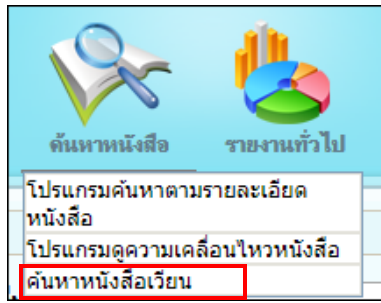 ค้นหาหนังสือ รายงานทั่วไป
โปรแกรมค้นหาตามรายละเอียด
หนังสือ
โปรแกรมดูความเคลื่อนไหวหนังสือ
ค้นหาหนังสือเวียน